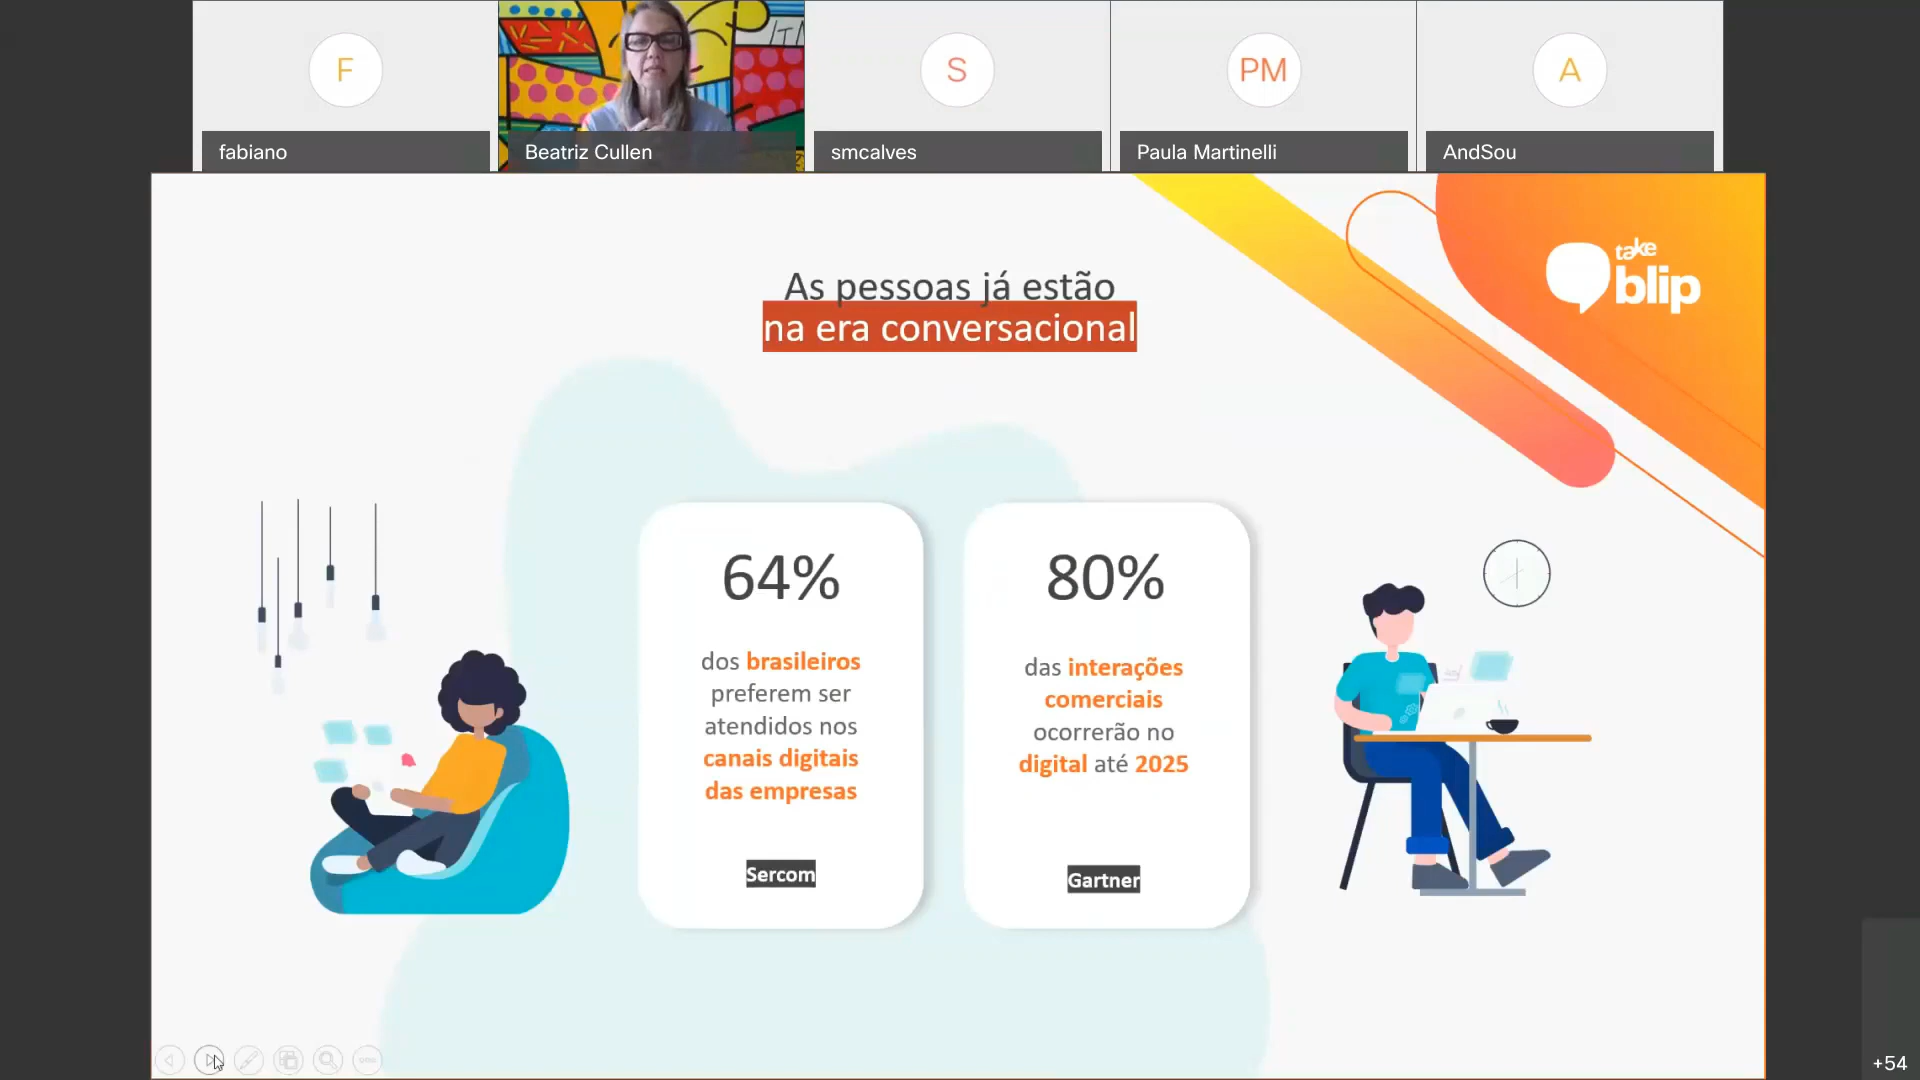 F
S
PM
A
fabiano
Beatriz Cullen
smcalves
Paula Martinelli
AndSou
take
blip
As pessoas já estão
na era conversacional
64%
dos brasileiros
preferem ser
atendidos nos
canais digitais
das empresas
Sercom
80%
das interações
comerciais
ocorrerão no
digital até 2025
Gartner
+54